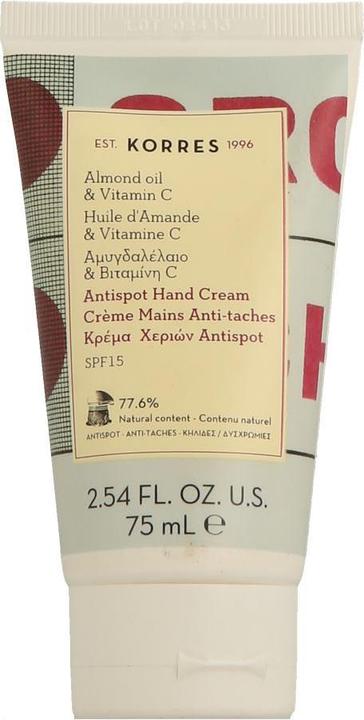 LOT 02413
EST. KORRES 1996
Almond oil
& Vitamin C
Huile d'Amande
& Vitamine C
Αμυγδαλέλαιο
& Βιταμίνη C
Antispot Hand Cream
Crème Mains Anti-taches
Κρέμα Χεριών Antispot
SPF15
77.6%
Natural content - Contenu naturel
ANTISPOT - ANTI-TACHES - ΚΗΛΙΔΕΣ / ΔΥΣΧΡΩΜΙΕΣ
2.54 FL. OZ. U.S.
75 mL ℮